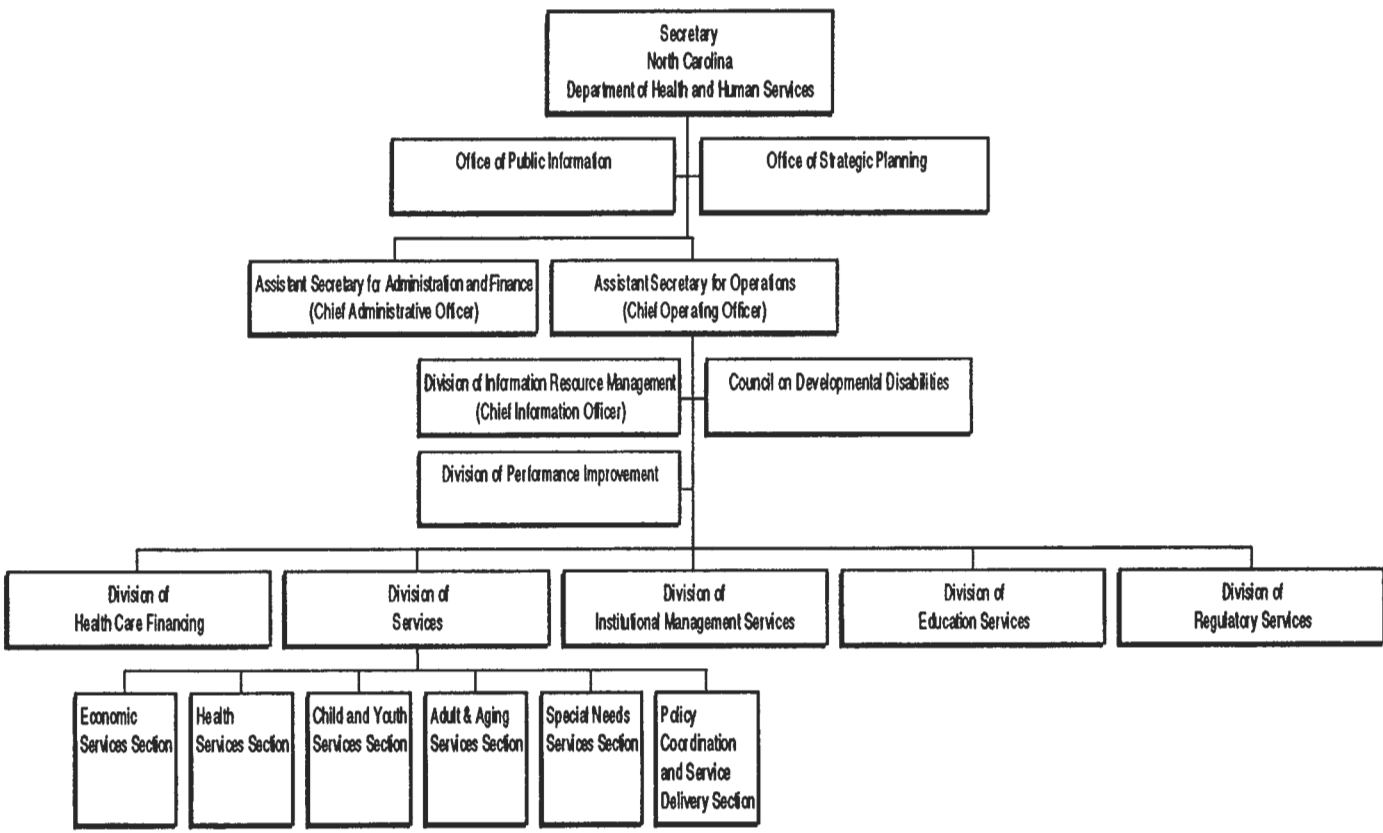 Secretary
North Carolina
Department of Health and Human Services
Office of Public Information
Office of Strategic Planning
Assistant Secretary for Administration and Finance
(Chief Administrative Officer)
Assistant Secretary for Operations
(Chief Operating Officer)
Division of Information Resource Management
(Chief Information Officer)
Council on Developmental Disabilities
Division of Performance Improvement
Division of
Health Care Financing
Division of
Services
Division of
Institutional Management Services
Division of
Education Services
Division of
Regulatory Services
Economic
Services Section
Health
Services Section
Child and Youth
Services Section
Adult & Aging
Services Section
Special Needs
Services Section
Policy
Coordination
and Service
Delivery Section